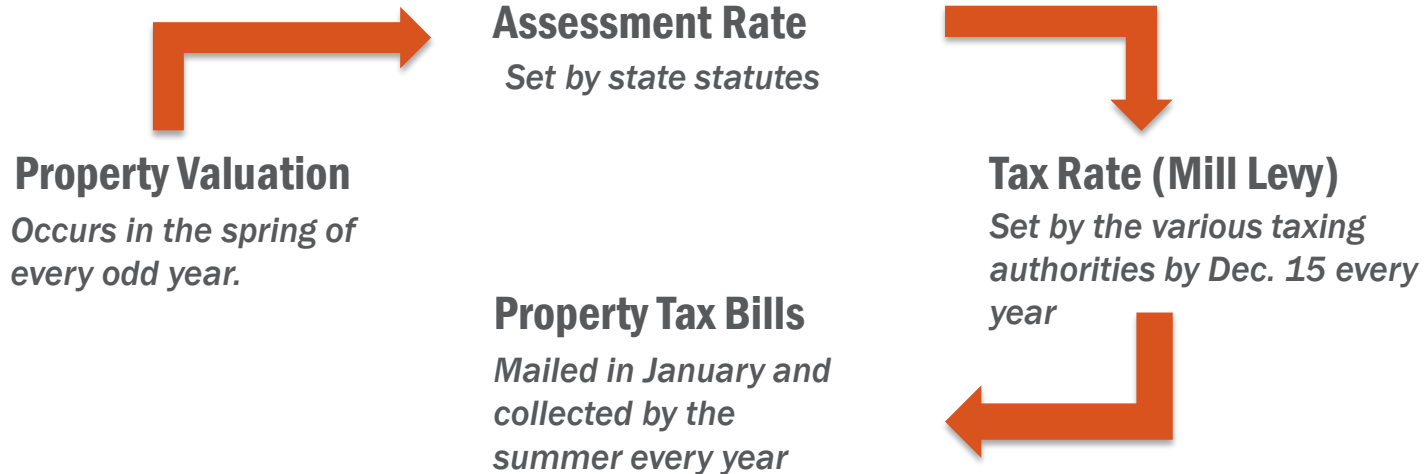 Assessment Rate
Set by state statutes
Property Valuation
Occurs in the spring of
every odd year.
Tax Rate (Mill Levy)
Set by the various taxing
authorities by Dec. 15 every
year
Property Tax Bills
Mailed in January and
collected by the
summer every year